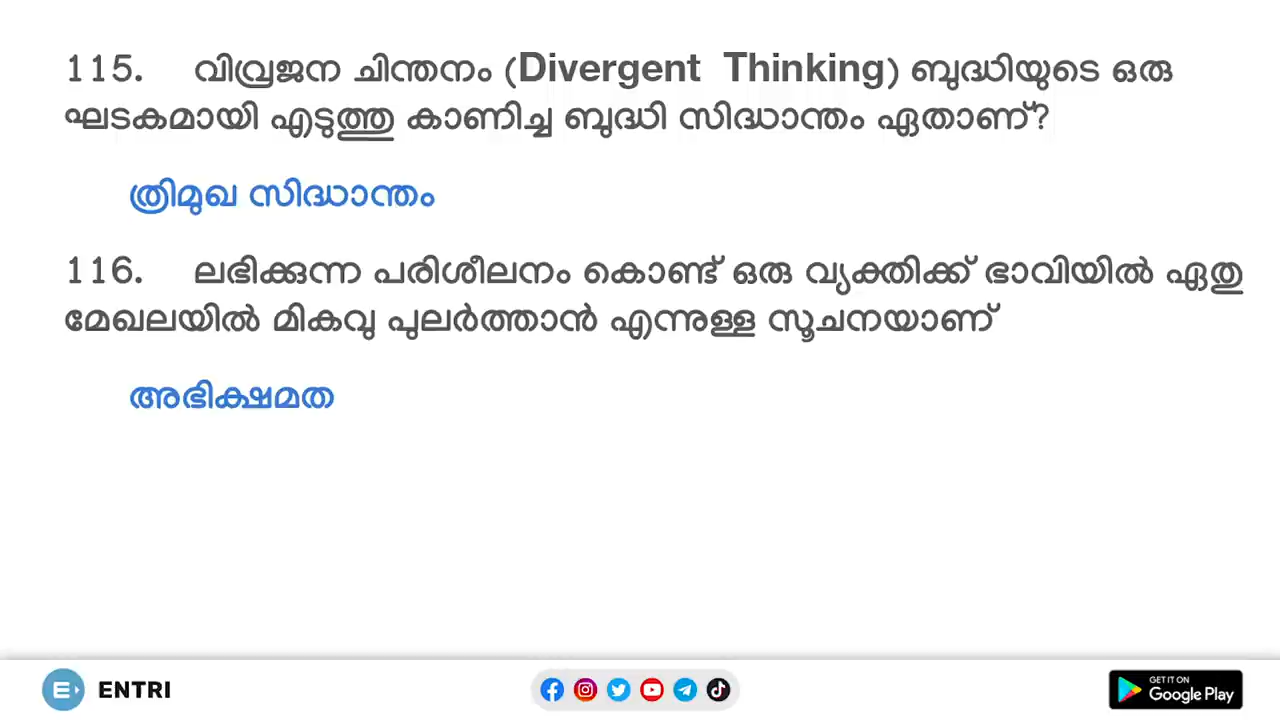 115. വിവ്രജന ചിന്തനം (Divergent Thinking) ബുദ്ധിയുടെ ഒരു
ഘടകമായി എടുത്തു കാണിച്ച ബുദ്ധി സിദ്ധാന്തം ഏതാണ്?
ത്രിമുഖ സിദ്ധാന്തം
116. ലഭിക്കുന്ന പരിശീലനം കൊണ്ട് ഒരു വ്യക്തിക്ക് ഭാവിയിൽ ഏതു
മേഖലയിൽ മികവു പുലർത്താൻ എന്നുള്ള സൂചനയാണ്
അഭിക്ഷമത
E ENTRI
GET IT ON
Google Play